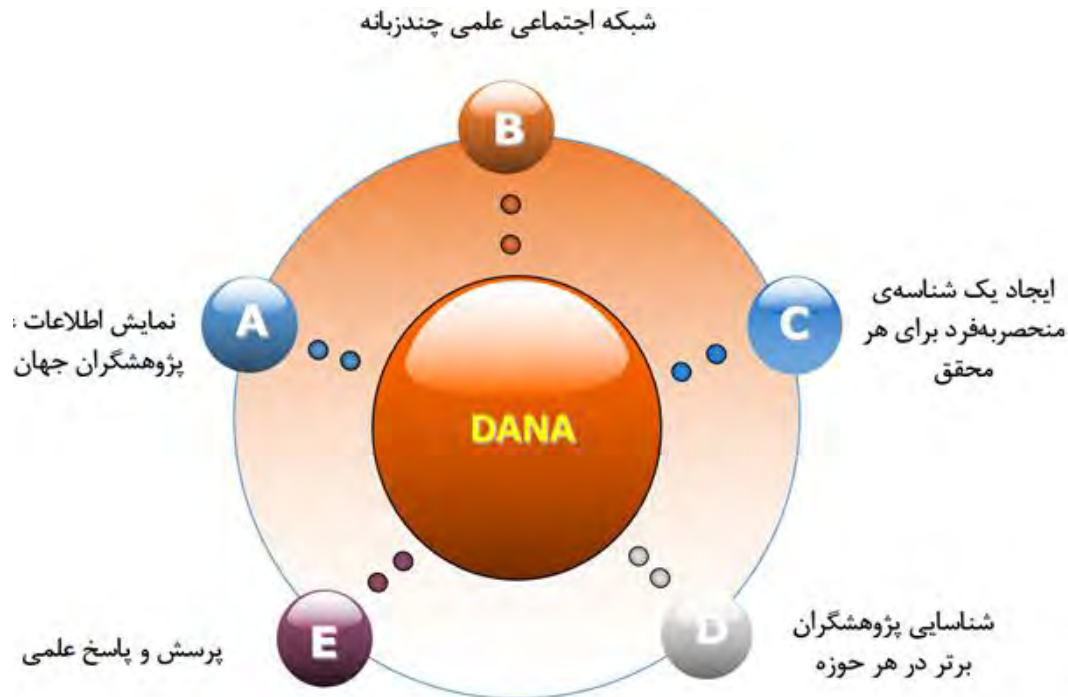 شبکه اجتماعی علمی چندزبانه
B
A
نمایش اطلاعات
پژوهشگران جهان
C
ایجاد یک شناسه‌ی
منحصربه‌فرد برای هر
محقق
DANA
E
پرسش و پاسخ علمی
D
شناسایی پژوهشگران
برتر در هر حوزه